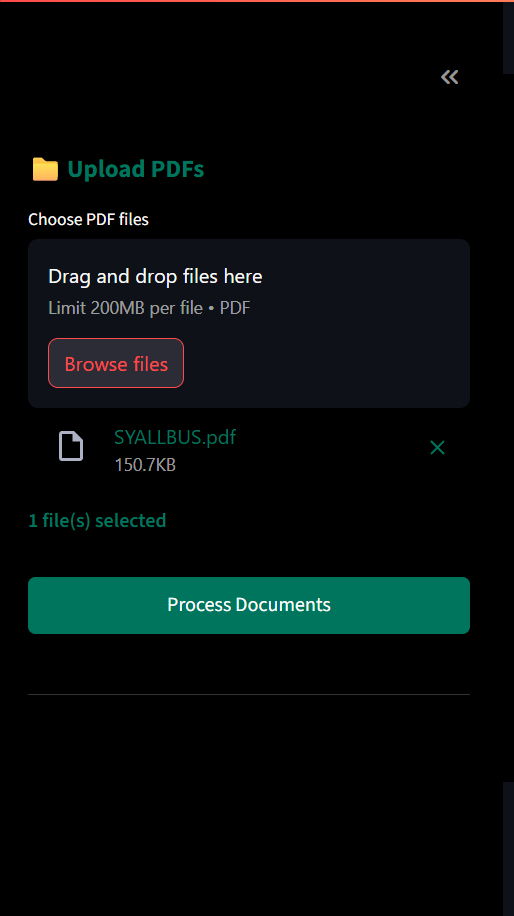 Upload PDFs
Choose PDF files
Drag and drop files here
Limit 200MB per file • PDF
Browse files
SYALLBUS.pdf
150.7KB
1 file(s) selected
Process Documents